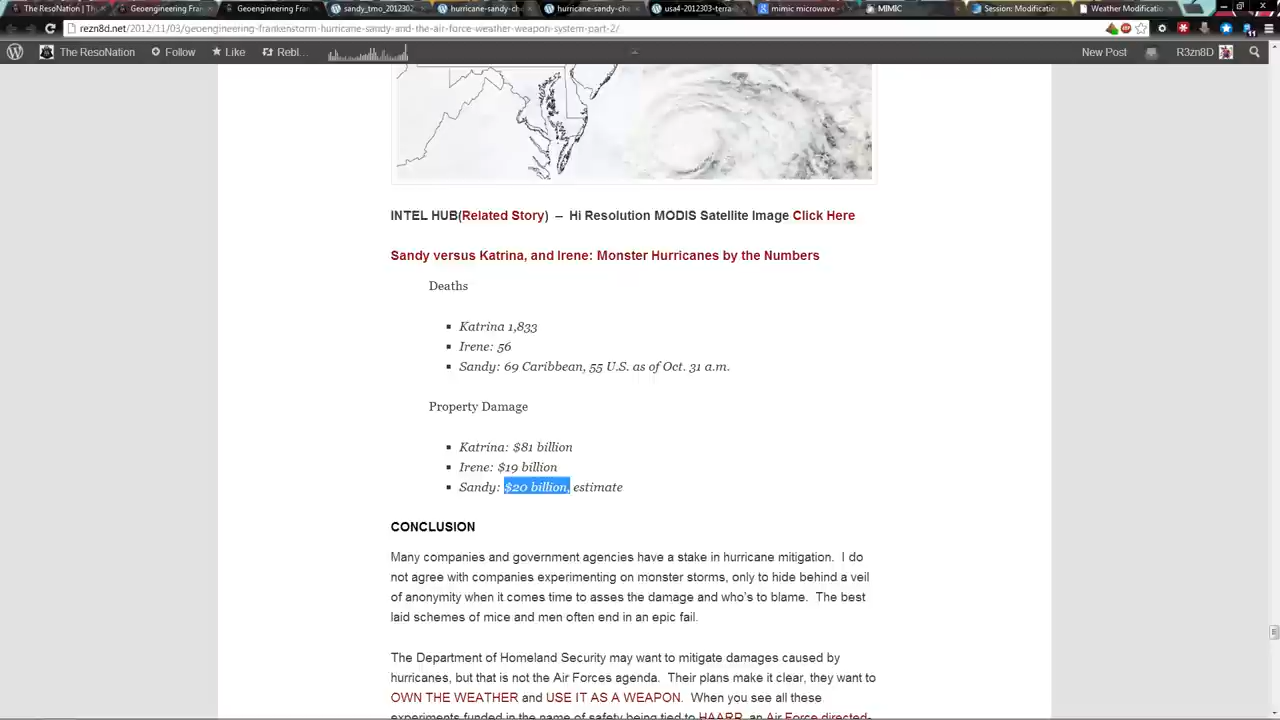 The ResoNation | Th
Geoengineering Fran
Geoengineering Fran
sandy_tmo_2012302
hurricane-sandy-ch
hurricane-sandy-che
usa4-201203-terra
mimic microwave
MIMIC
Session: Modificatio
Weather Modificatio
rezn8d.net/2012/11/03/geoengineering-frankenstorm-hurricane-sandy-and-the-air-force-weather-weapon-system-part-2/
The ResoNation Follow Like Rebl... New Post R3zn8D
INTEL HUB(Related Story) – Hi Resolution MODIS Satellite Image Click Here
Sandy versus Katrina, and Irene: Monster Hurricanes by the Numbers
Deaths
Katrina 1,833
Irene: 56
Sandy: 69 Caribbean, 55 U.S. as of Oct. 31 a.m.
Property Damage
Katrina: $81 billion
Irene: $19 billion
Sandy: $20 billion, estimate
CONCLUSION
Many companies and government agencies have a stake in hurricane mitigation. I do
not agree with companies experimenting on monster storms, only to hide behind a veil
of anonymity when it comes time to asses the damage and who's to blame. The best
laid schemes of mice and men often end in an epic fail.
The Department of Homeland Security may want to mitigate damages caused by
hurricanes, but that is not the Air Forces agenda. Their plans make it clear, they want to
OWN THE WEATHER and USE IT AS A WEAPON. When you see all these
experiments funded in the name of safety being tied to HAARP, an Air Force directed-